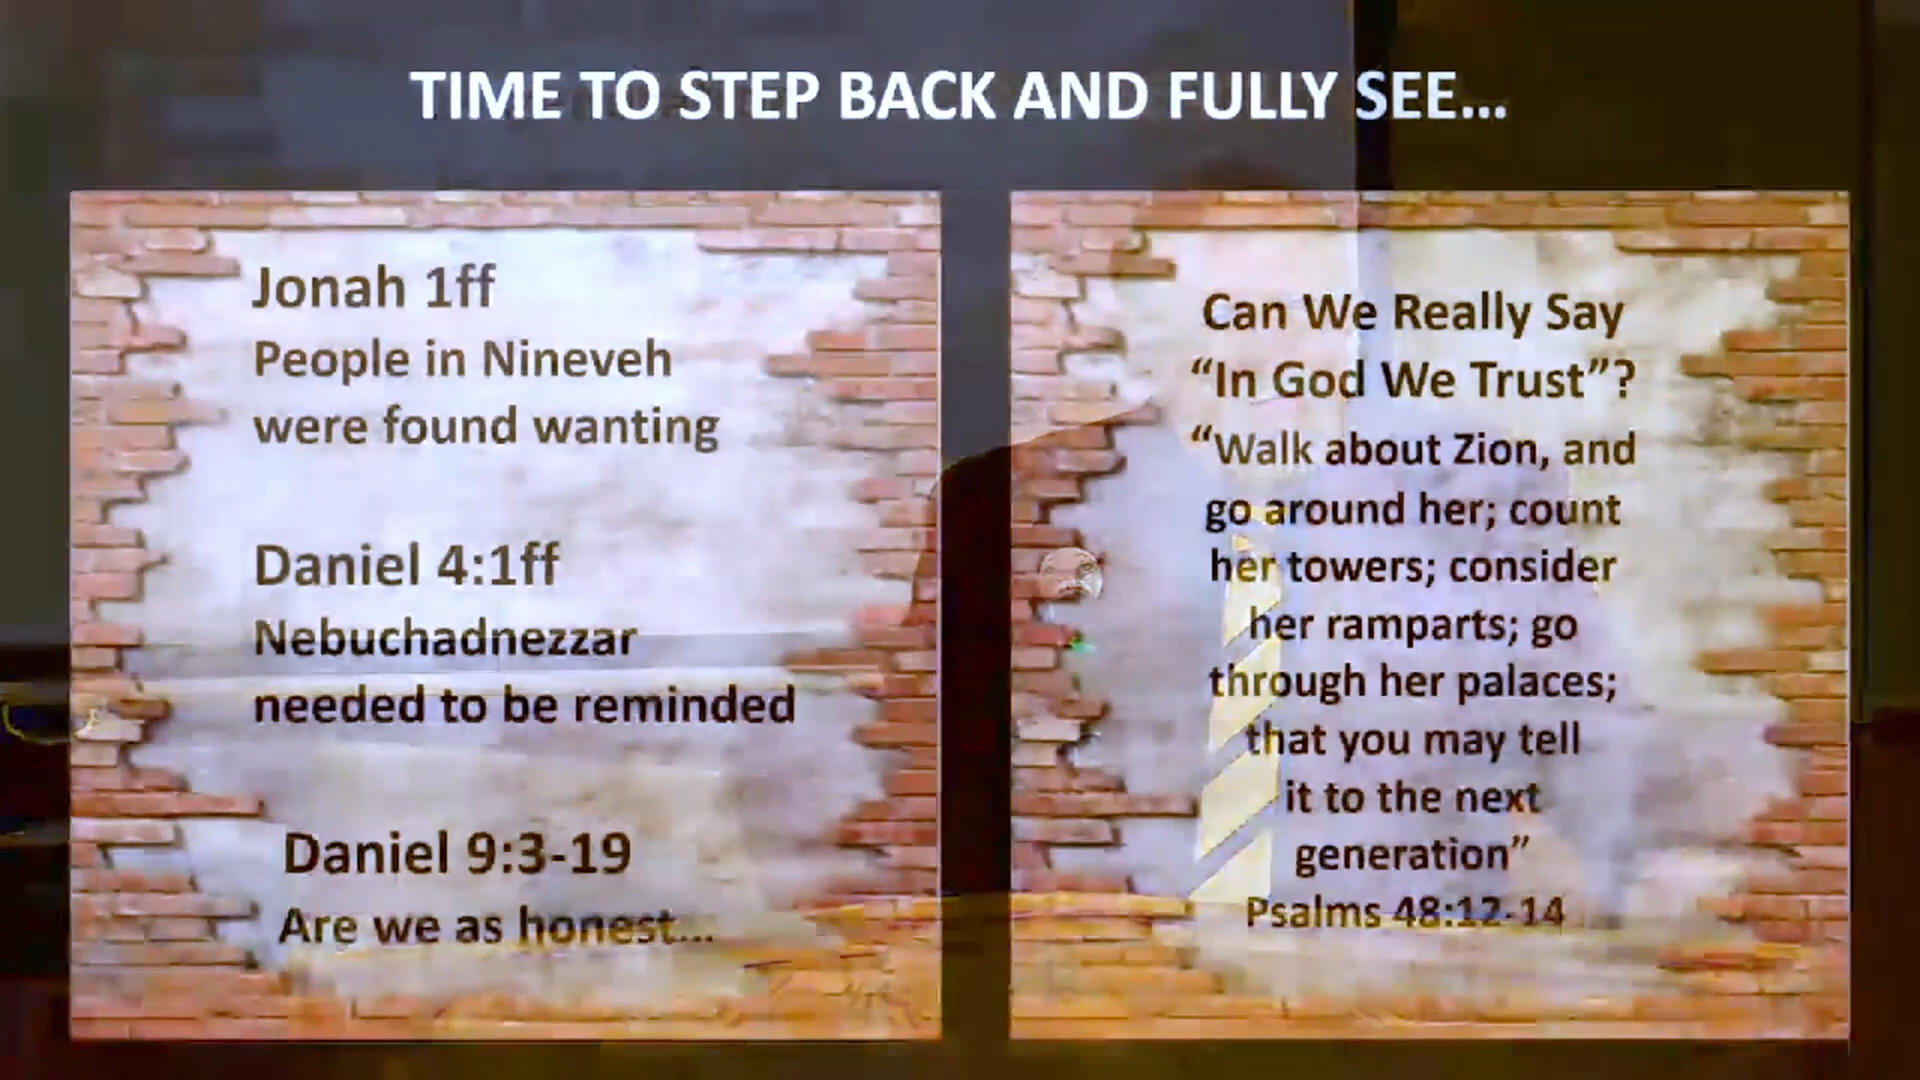 TIME TO STEP BACK AND FULLY SEE...
Jonah 1ff
People in Nineveh
were found wanting
Daniel 4:1ff
Nebuchadnezzar
needed to be reminded
Daniel 9:3-19
Are we as honest...
Can We Really Say
“In God We Trust”?
“Walk about Zion, and
go around her; count
her towers; consider
her ramparts; go
through her palaces;
that you may tell
it to the next
generation”
Psalms 48:12-14